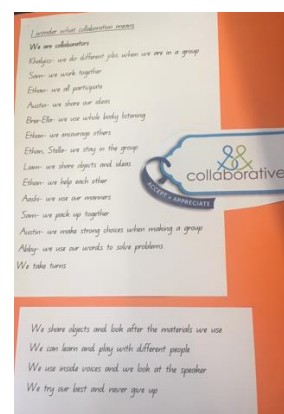 I wonder what collaboration means
We are collaborators
we do different jobs when we are in a group
Sam- we work together
Ethan- we all participate
Austin- we share our ideas
Bree-Ella- we use whole body listening
Ethan- we encourage others
Ethan, Stella- we stay in the group
Liam- we share objects and ideas
Ethan- we help each other
we use our manners
Sam- we pack up together
Austin- we make strong choices when making a group
Abby- we use our words to solve problems
We take turns
collaborative
ACCEPT + APPRECIATE
We share objects and look after the materials we use
We can learn and play with different people
We use inside voices and we look at the speaker
We try our best and never give up